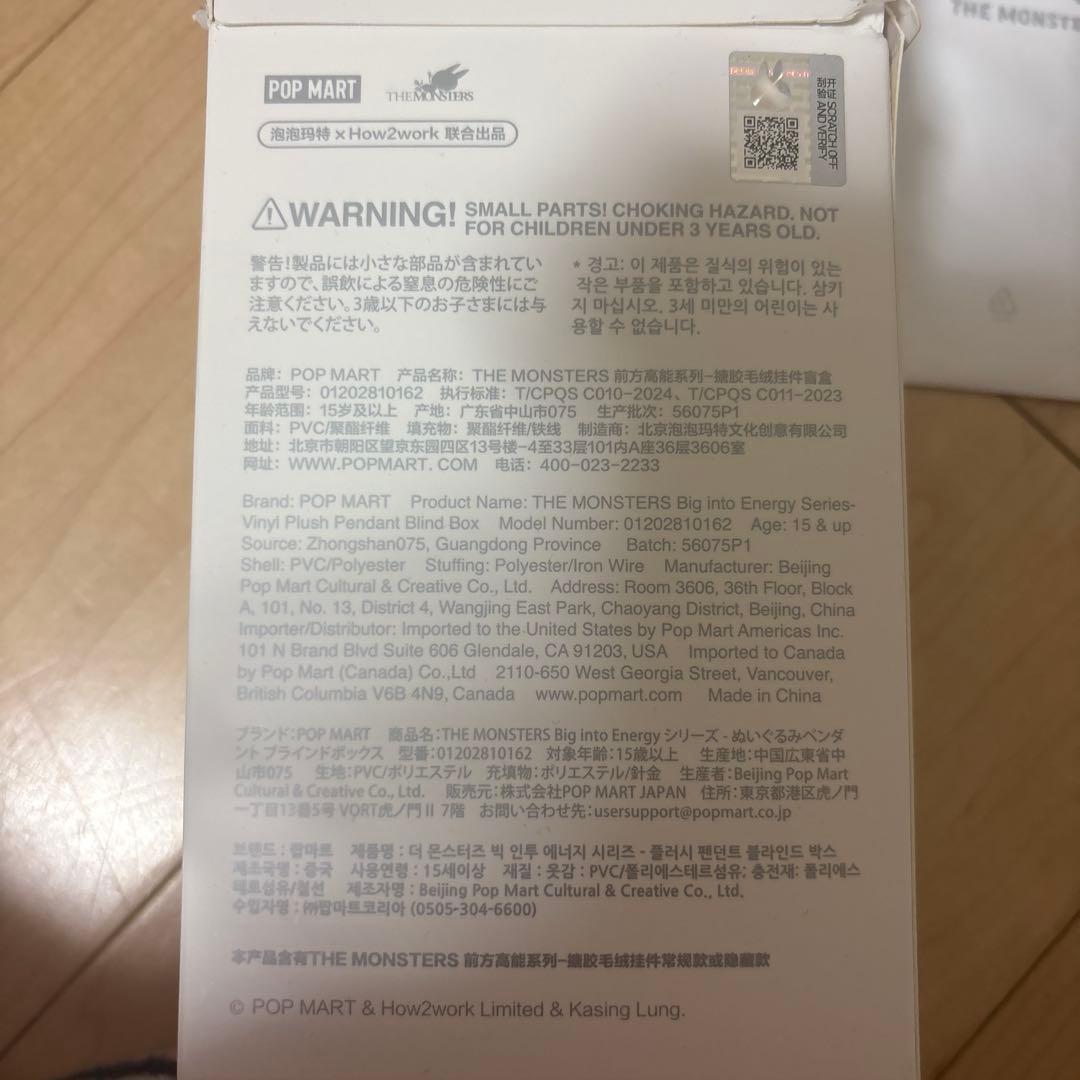 THE MONSTE
POP MART
THE MONSTERS
泡泡玛特 × How2work 联合出品
刮开验证 SCRATCH OFF
AND VERIFY
WARNING! SMALL PARTS! CHOKING HAZARD. NOT
FOR CHILDREN UNDER 3 YEARS OLD.
警告!製品には小さな部品が含まれてい
ますので、誤飲による窒息の危険性にご
注意ください。3歳以下のお子さまには与
えないでください。
* 경고: 이 제품은 질식의 위험이 있는
작은 부품을 포함하고 있습니다. 삼키
지 마십시오. 3세 미만의 어린이는 사
용할 수 없습니다.
品牌: POP MART 产品名称: THE MONSTERS 前方高能系列-搪胶毛绒挂件盲盒
产品型号: 01202810162 执行标准: T/CPQS C010-2024、T/CPQS C011-2023
年龄范围: 15岁及以上 产地: 广东省中山市075 生产批次: 56075P1
面料: PVC/聚酯纤维 填充物: 聚酯纤维/铁线 制造商: 北京泡泡玛特文化创意有限公司
地址: 北京市朝阳区望京东园四区13号楼-4至33层101内A座36层3606室
网址: WWW.POPMART.COM 电话: 400-023-2233
Brand: POP MART Product Name: THE MONSTERS Big into Energy Series-
Vinyl Plush Pendant Blind Box Model Number: 01202810162 Age: 15 & up
Source: Zhongshan075, Guangdong Province Batch: 56075P1
Shell: PVC/Polyester Stuffing: Polyester/Iron Wire Manufacturer: Beijing
Pop Mart Cultural & Creative Co., Ltd. Address: Room 3606, 36th Floor, Block
A, 101, No. 13, District 4, Wangjing East Park, Chaoyang District, Beijing, China
Importer/Distributor: Imported to the United States by Pop Mart Americas Inc.
101 N Brand Blvd Suite 606 Glendale, CA 91203, USA Imported to Canada
by Pop Mart (Canada) Co.,Ltd 2110-650 West Georgia Street, Vancouver,
British Columbia V6B 4N9, Canada www.popmart.com Made in China
ブランド:POP MART 商品名:THE MONSTERS Big into Energy シリーズ - ぬいぐるみペンダ
ント ブラインドボックス 型番:01202810162 対象年齢:15歳以上 生産地:中国広東省中
山市075 生地:PVC/ポリエステル 充填物:ポリエステル/針金 生産者:Beijing Pop Mart
Cultural & Creative Co., Ltd. 販売元:株式会社POP MART JAPAN 住所:東京都港区虎ノ門
一丁目13番5号 VORT虎ノ門Ⅱ 7階 お問い合わせ先:usersupport@popmart.co.jp
브랜드 : 팝마트 제품명 : 더 몬스터즈 빅 인투 에너지 시리즈 - 플러시 펜던트 블라인드 박스
제조국명 : 중국 사용연령 : 15세이상 재질 : 옷감 : PVC/폴리에스테르섬유: 충전재: 폴리에스
테르섬유/철선 제조자명 : Beijing Pop Mart Cultural & Creative Co., Ltd.
수입자명 : ㈜팝마트코리아 (0505-304-6600)
本产品含有THE MONSTERS 前方高能系列-搪胶毛绒挂件常规款或隐藏款
© POP MART & How2work Limited & Kasing Lung.